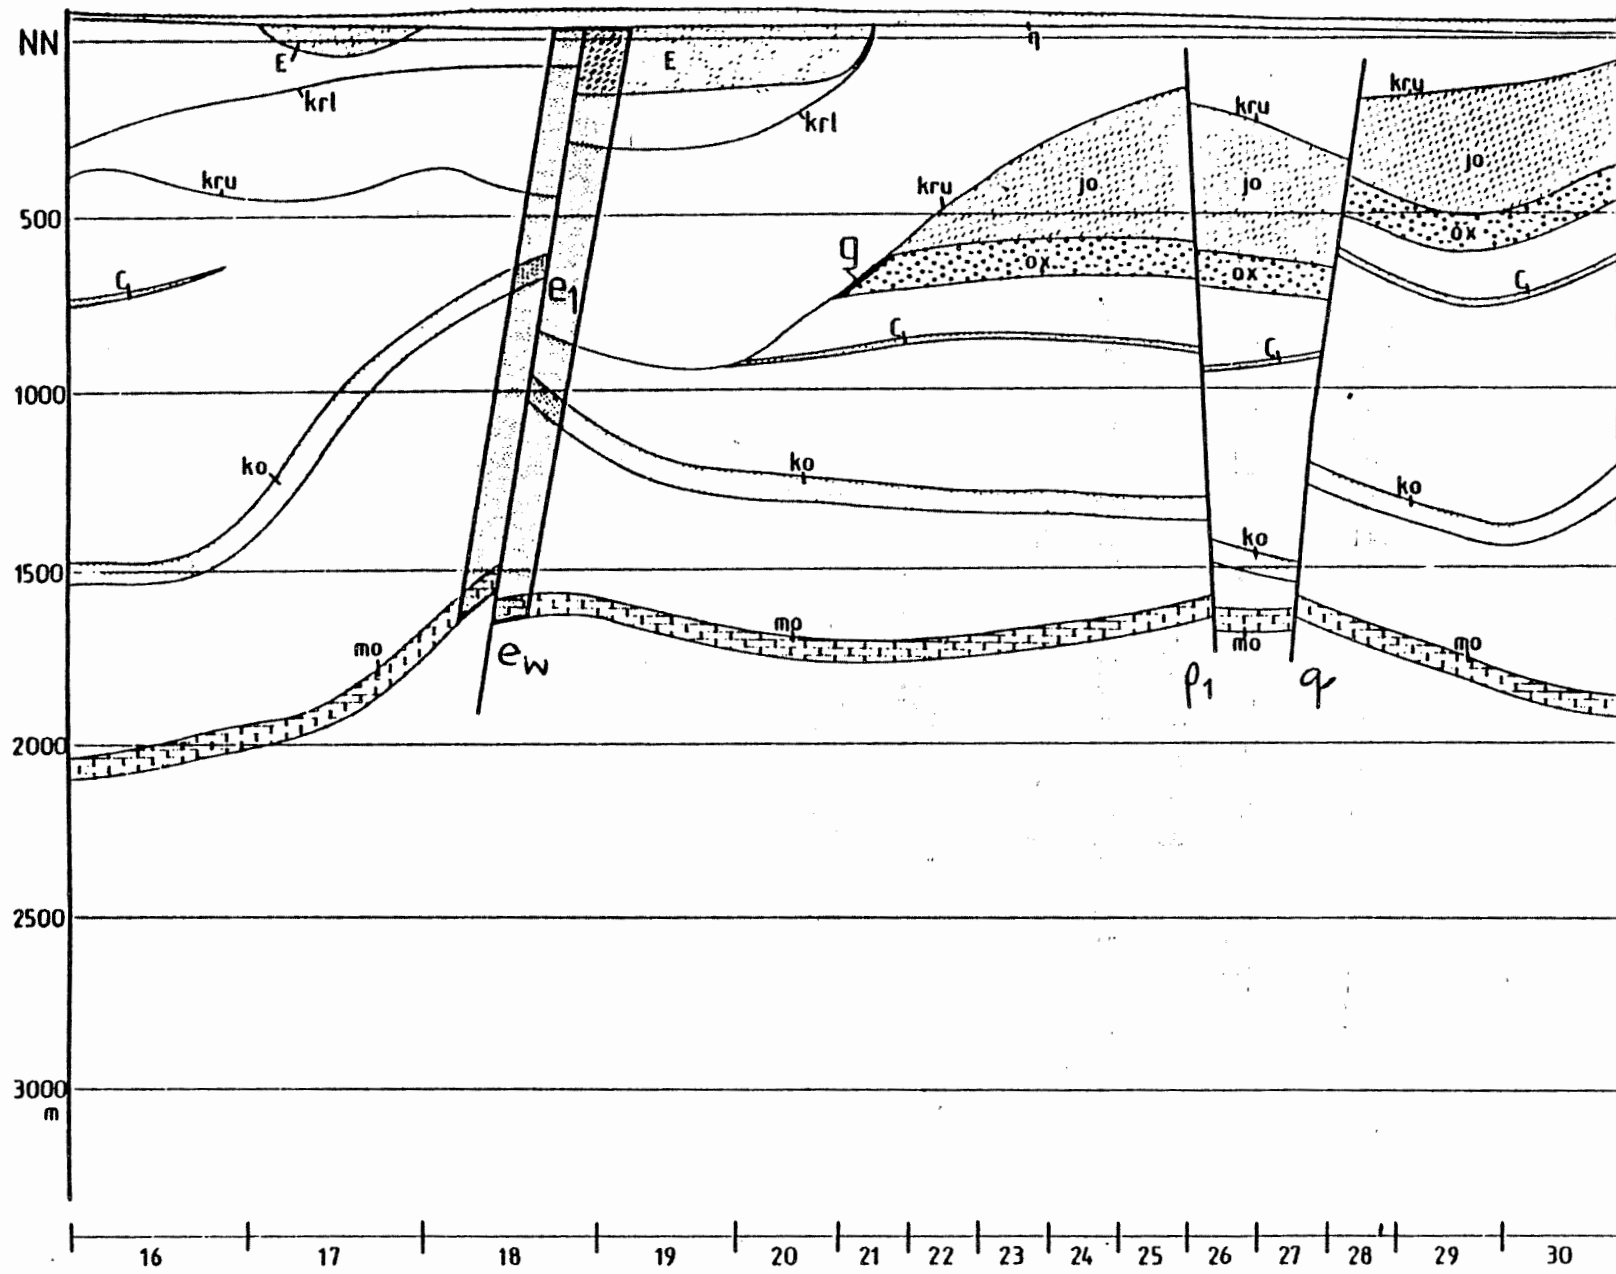 NN
E
E
q
krl
krl
kru
kru
kru
kru
jo
jo
jo
500
ox
ox
ox
g
C₁
e₁
C₁
C₁
C₁
1000
ko
ko
ko
ko
1500
mo
mo
mo
mo
e_w
p₁
q
2000
2500
3000
m
16 17 18 19 20 21 22 23 24 25 26 27 28 29 30